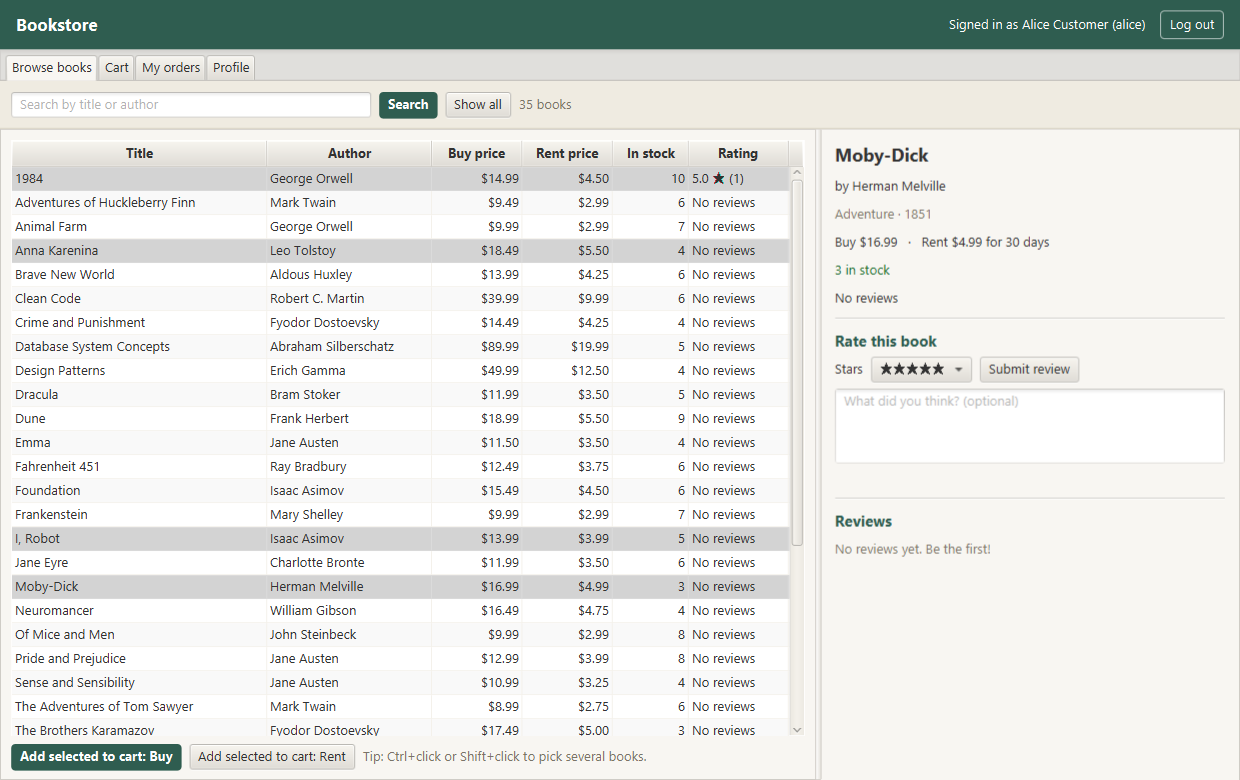 Bookstore
Signed in as Alice Customer (alice)
Log out
Browse books
Cart
My orders
Profile
Search by title or author
Search
Show all
35 books
Title Author Buy price Rent price In stock Rating
1984 George Orwell $14.99 $4.50 10 5.0 ★ (1)
Adventures of Huckleberry Finn Mark Twain $9.49 $2.99 6 No reviews
Animal Farm George Orwell $9.99 $2.99 7 No reviews
Anna Karenina Leo Tolstoy $18.49 $5.50 4 No reviews
Brave New World Aldous Huxley $13.99 $4.25 6 No reviews
Clean Code Robert C. Martin $39.99 $9.99 6 No reviews
Crime and Punishment Fyodor Dostoevsky $14.49 $4.25 4 No reviews
Database System Concepts Abraham Silberschatz $89.99 $19.99 5 No reviews
Design Patterns Erich Gamma $49.99 $12.50 4 No reviews
Dracula Bram Stoker $11.99 $3.50 5 No reviews
Dune Frank Herbert $18.99 $5.50 9 No reviews
Emma Jane Austen $11.50 $3.50 4 No reviews
Fahrenheit 451 Ray Bradbury $12.49 $3.75 6 No reviews
Foundation Isaac Asimov $15.49 $4.50 6 No reviews
Frankenstein Mary Shelley $9.99 $2.99 7 No reviews
I, Robot Isaac Asimov $13.99 $3.99 5 No reviews
Jane Eyre Charlotte Bronte $11.99 $3.50 6 No reviews
Moby-Dick Herman Melville $16.99 $4.99 3 No reviews
Neuromancer William Gibson $16.49 $4.75 4 No reviews
Of Mice and Men John Steinbeck $9.99 $2.99 8 No reviews
Pride and Prejudice Jane Austen $12.99 $3.99 8 No reviews
Sense and Sensibility Jane Austen $10.99 $3.25 4 No reviews
The Adventures of Tom Sawyer Mark Twain $8.99 $2.75 6 No reviews
The Brothers Karamazov Fyodor Dostoevsky $17.49 $5.00 3 No reviews
Add selected to cart: Buy
Add selected to cart: Rent
Tip: Ctrl+click or Shift+click to pick several books.
Moby-Dick
by Herman Melville
Adventure · 1851
Buy $16.99 · Rent $4.99 for 30 days
3 in stock
No reviews
Rate this book
Stars ★★★★★
Submit review
What did you think? (optional)
Reviews
No reviews yet. Be the first!